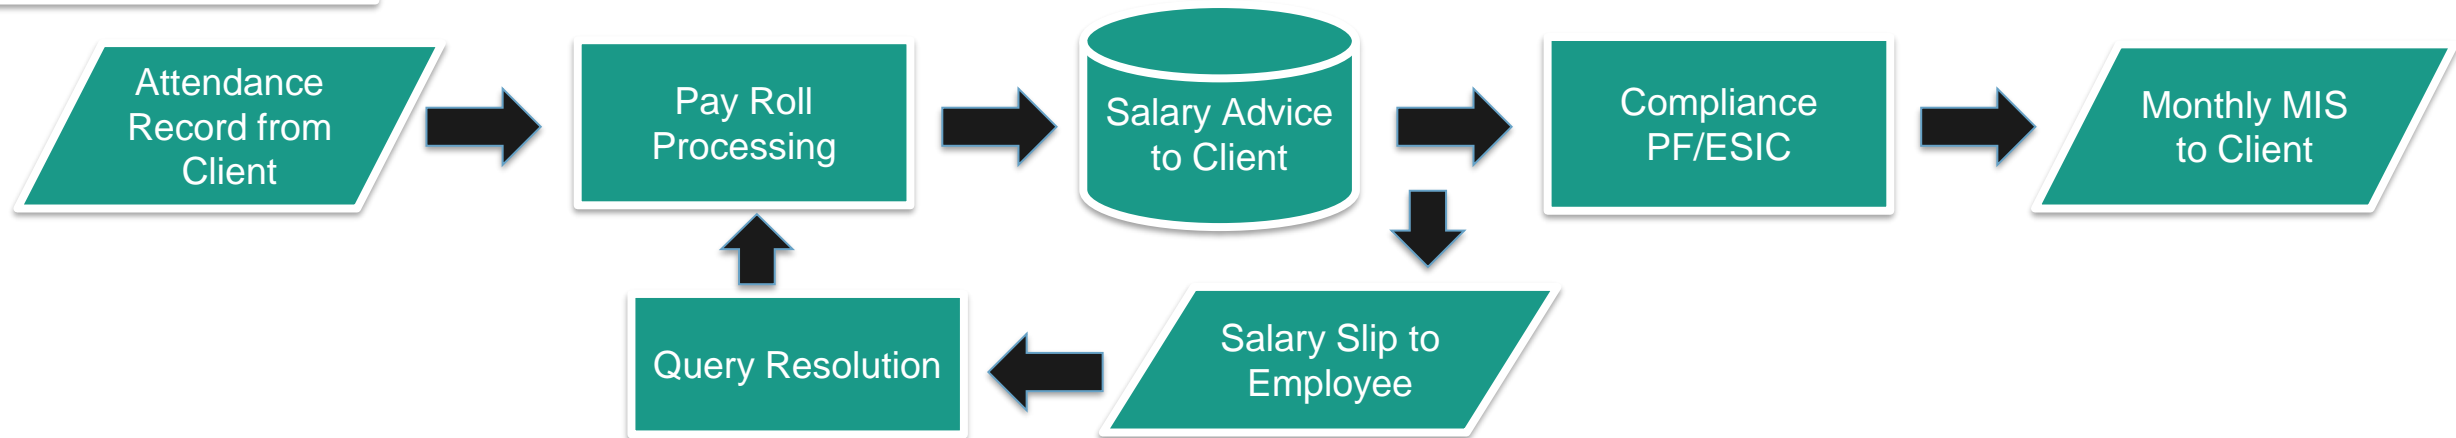 Attendance
Record from
Client
Pay Roll
Processing
Salary Advice
to Client
Compliance
PF/ESIC
Monthly MIS
to Client
Query Resolution
Salary Slip to
Employee